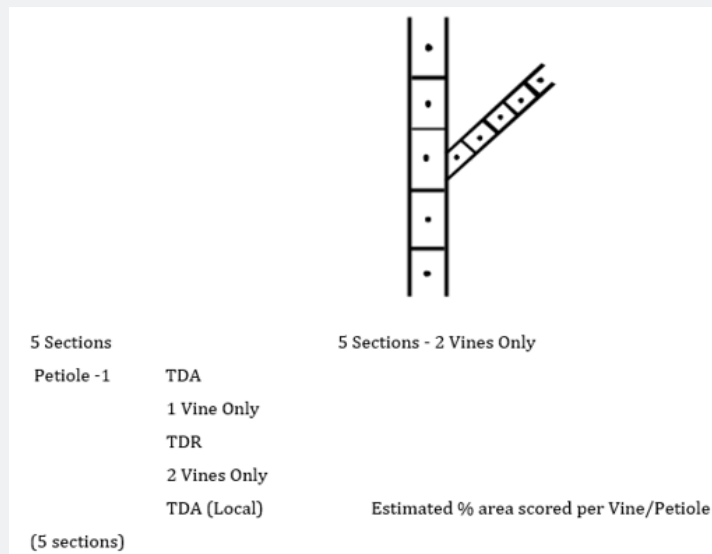 5 Sections 5 Sections - 2 Vines Only
Petiole -1 TDA
1 Vine Only
TDR
2 Vines Only
TDA (Local) Estimated % area scored per Vine/Petiole
(5 sections)